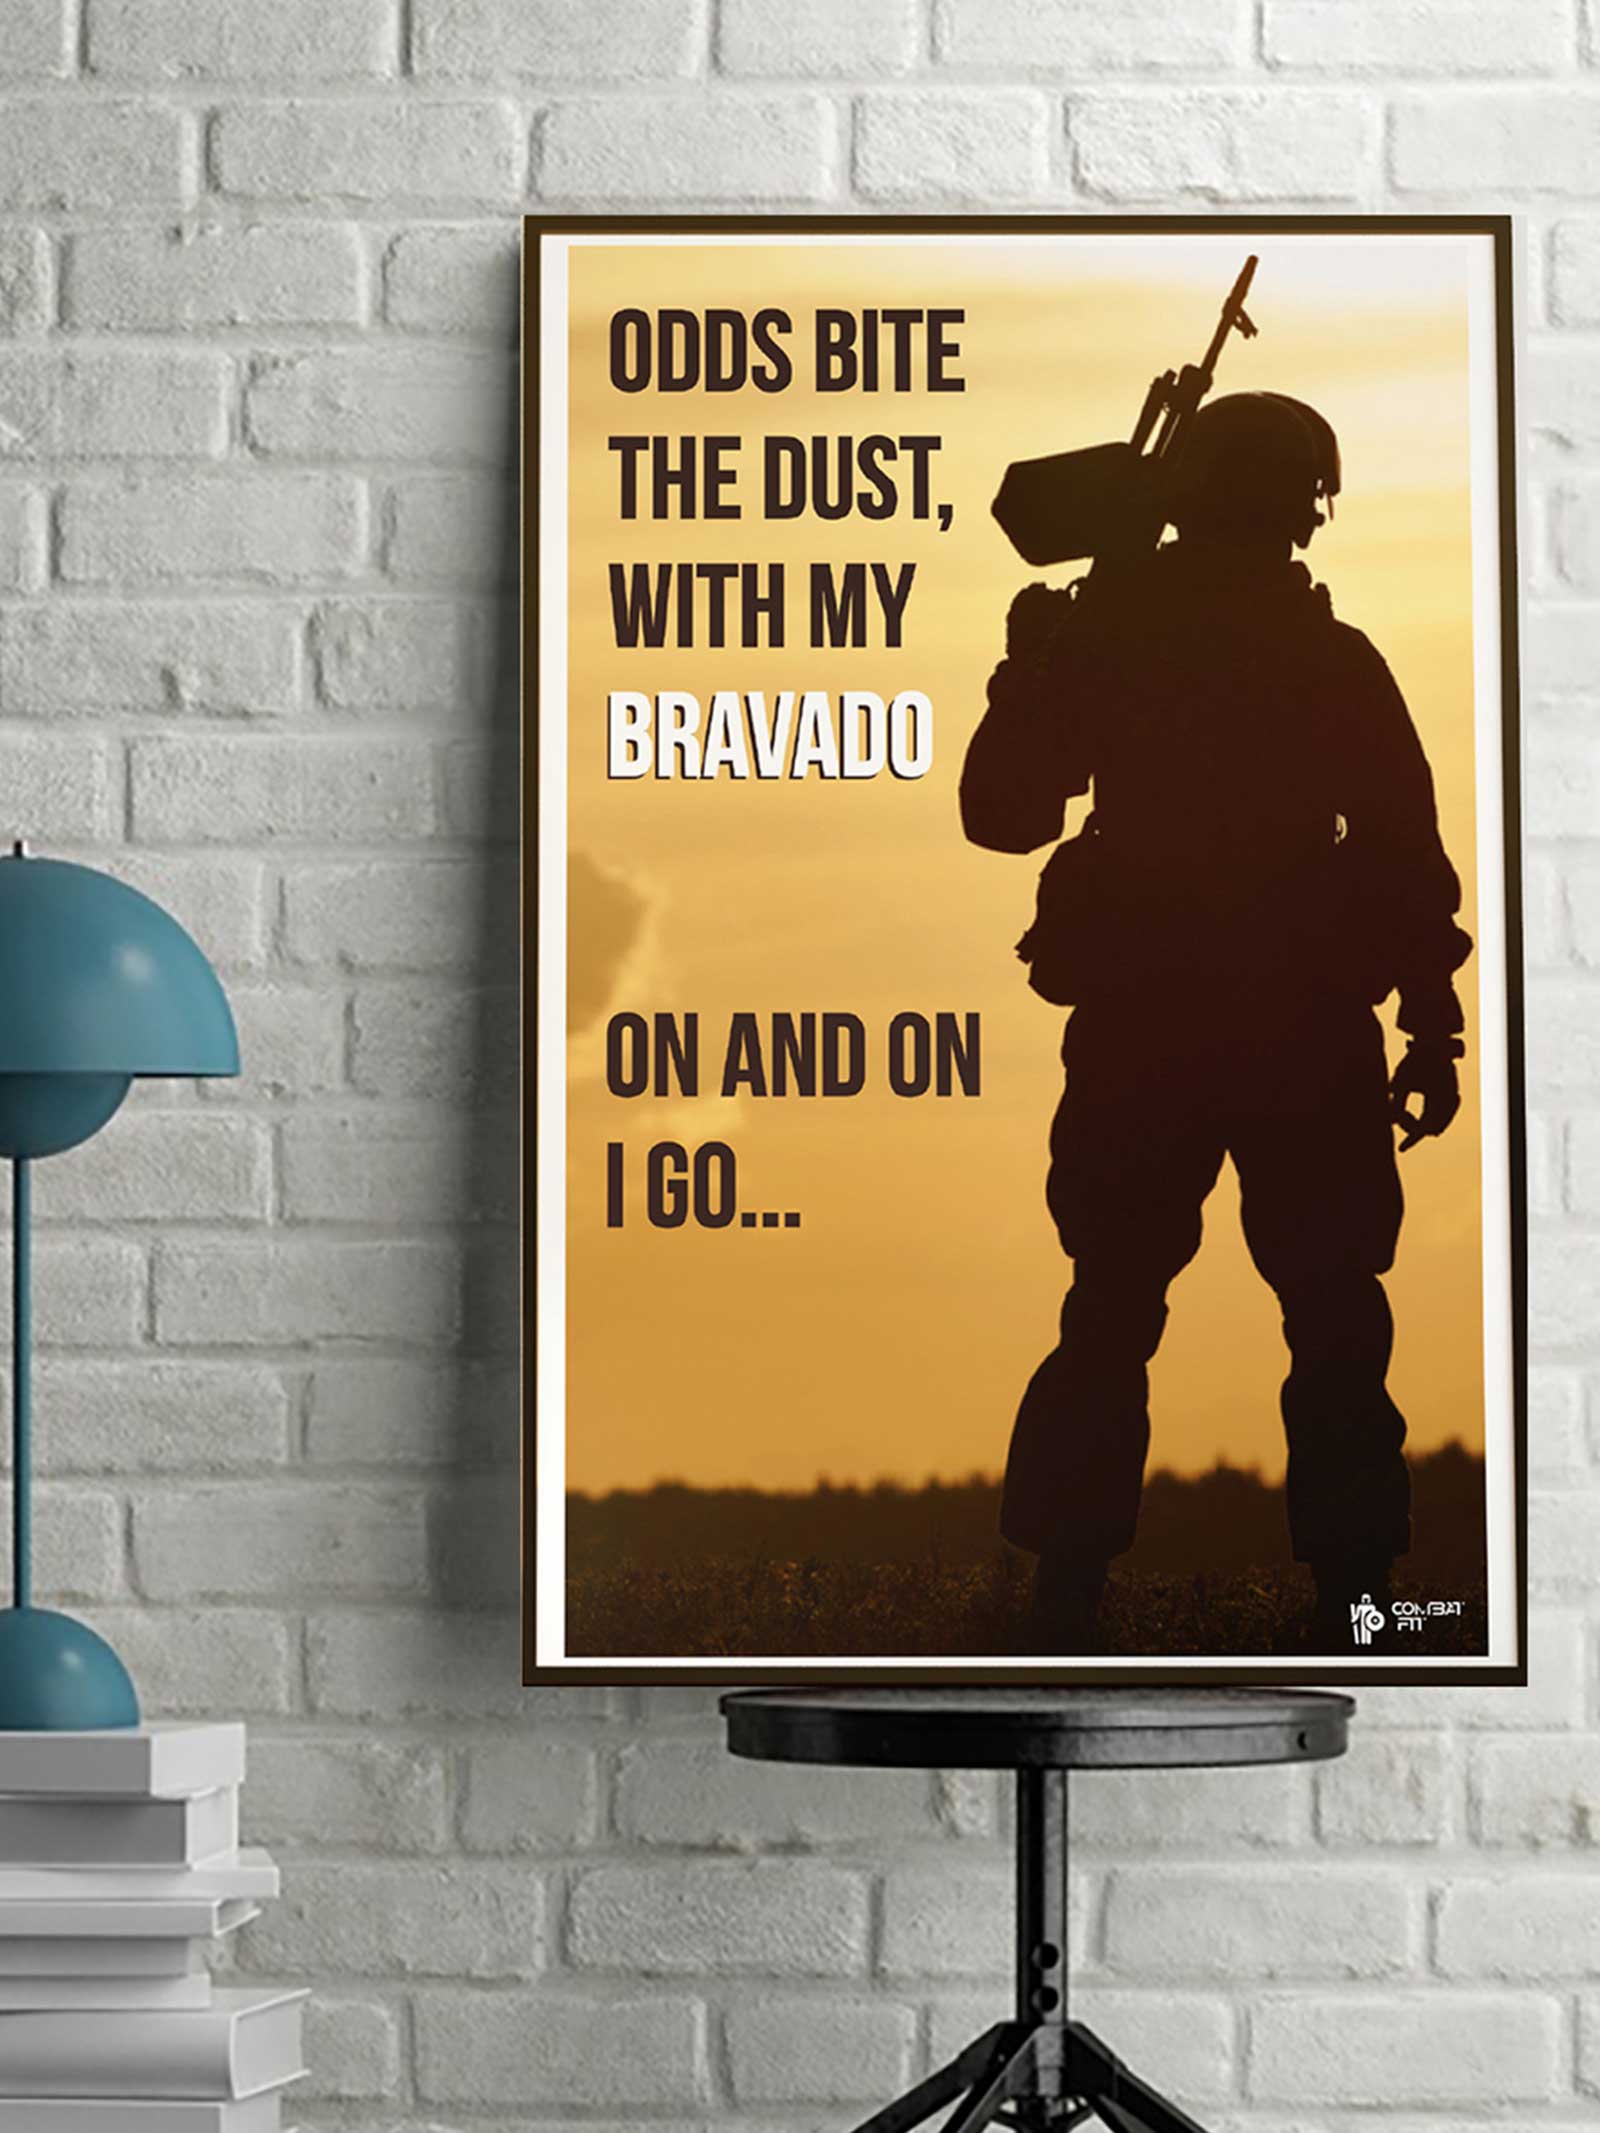 ODDS BITE
THE DUST,
WITH MY
BRAVADO
ON AND ON
I GO...
COMBAT
FIT